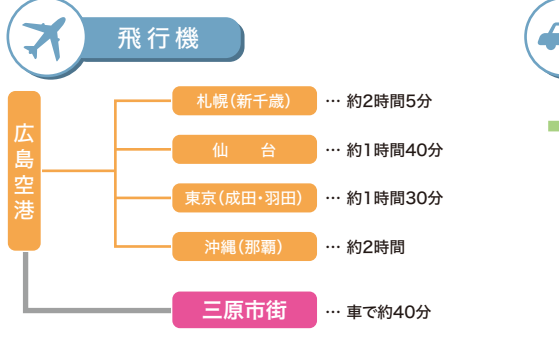 飛行機
広島空港
札幌(新千歳) … 約2時間5分
仙　台 … 約1時間40分
東京(成田・羽田) … 約1時間30分
沖縄(那覇) … 約2時間
三原市街 … 車で約40分